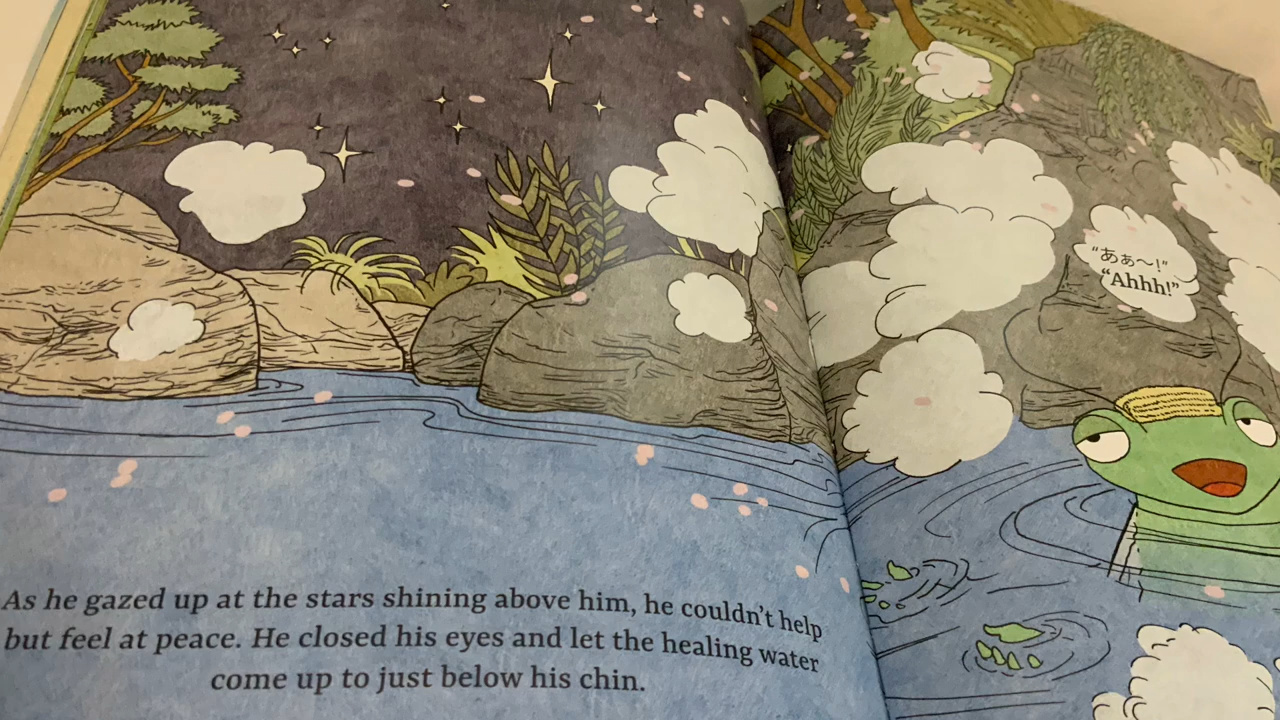 As he gazed up at the stars shining above him, he couldn't help
but feel at peace. He closed his eyes and let the healing water
come up to just below his chin.
“あぁ〜!”
“Ahhh!”